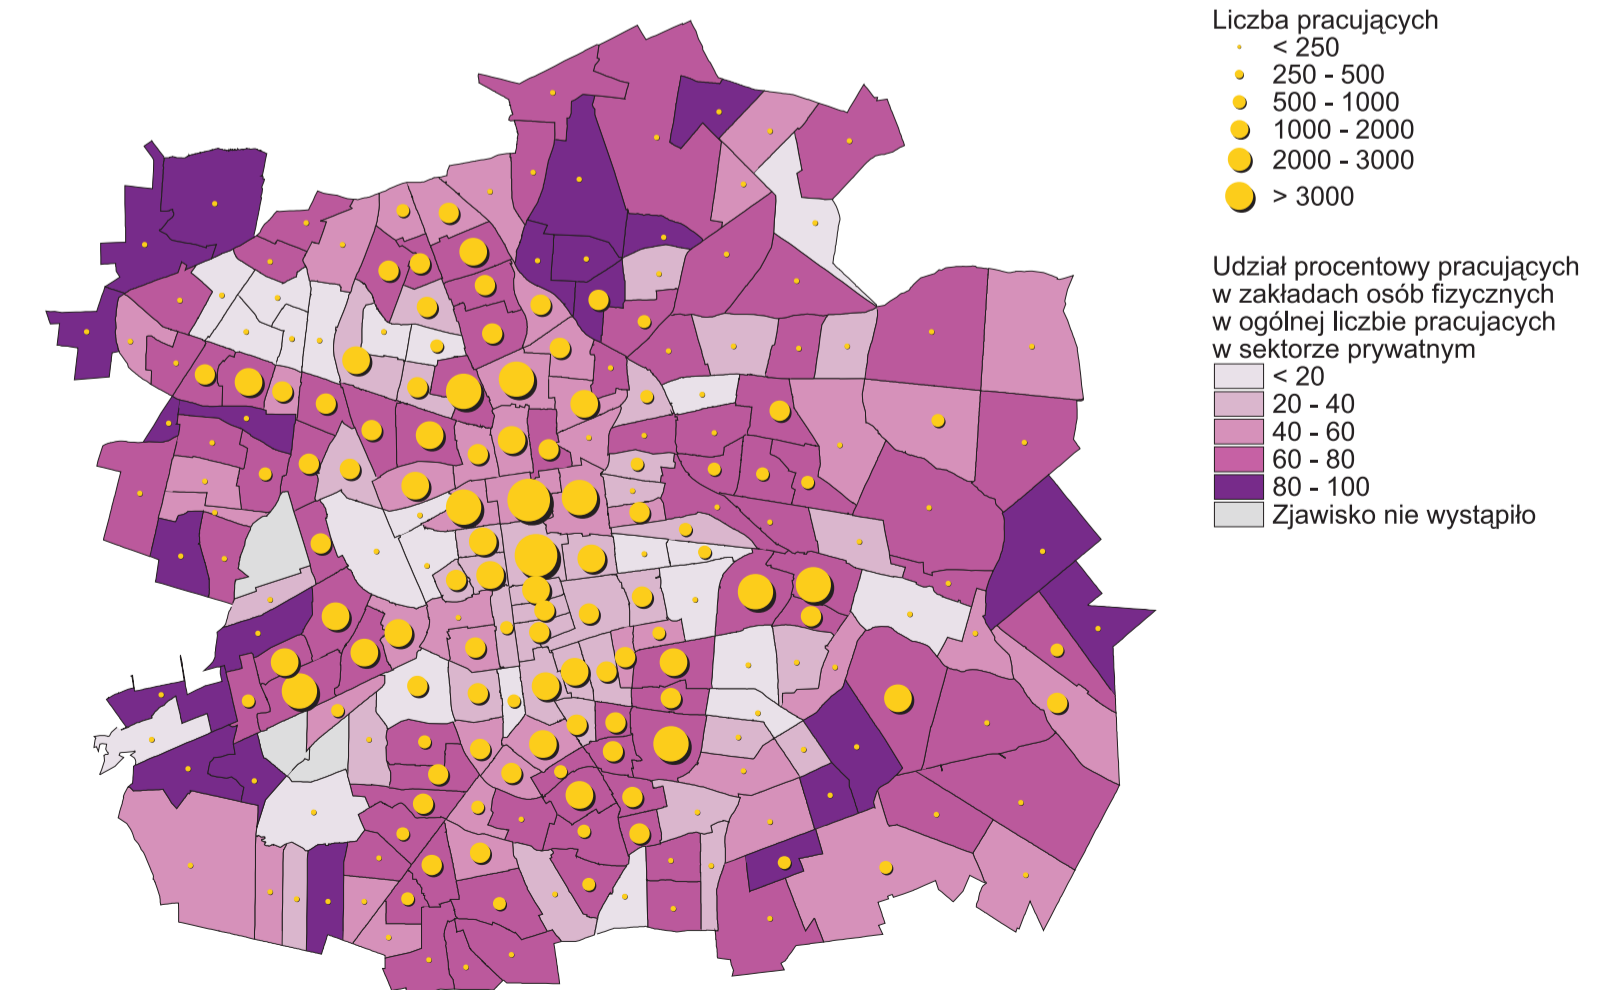 Liczba pracujących
< 250
250 - 500
500 - 1000
1000 - 2000
2000 - 3000
> 3000
Udział procentowy pracujących
w zakładach osób fizycznych
w ogólnej liczbie pracujacych
w sektorze prywatnym
< 20
20 - 40
40 - 60
60 - 80
80 - 100
Zjawisko nie wystąpiło